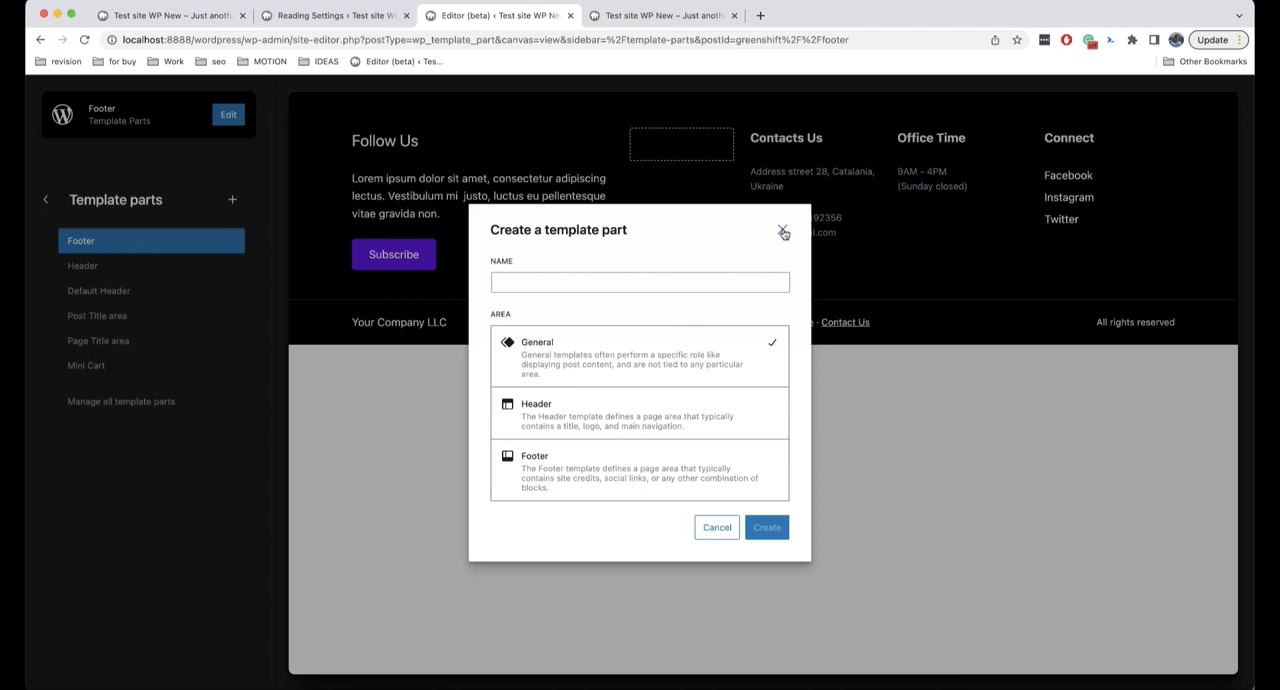 Test site WP New – Just anoth
Reading Settings ‹ Test site W
Editor (beta) ‹ Test site WP Ne
Test site WP New – Just anoth
localhost:8888/wordpress/wp-admin/site-editor.php?postType=wp_template_part&canvas=view&sidebar=%2Ftemplate-parts&postId=greenshift%2F%2Ffooter
Update
revision
for buy
Work
seo
MOTION
IDEAS
Editor (beta) ‹ Tes...
Other Bookmarks
Footer
Template Parts
Edit
Template parts
Footer
Header
Default Header
Post Title area
Page Title area
Mini Cart
Manage all template parts
Follow Us
Lorem ipsum dolor sit amet, consectetur adipiscing
lectus. Vestibulum mi justo, luctus eu pellentesque
vitae gravida non.
Subscribe
Contacts Us
Address street 28, Catalania,
Ukraine
92356
l.com
Office Time
9AM - 4PM
(Sunday closed)
Connect
Facebook
Instagram
Twitter
Your Company LLC
· Contact Us
All rights reserved
Create a template part
NAME
AREA
General
General templates often perform a specific role like
displaying post content, and are not tied to any particular
area.
Header
The Header template defines a page area that typically
contains a title, logo, and main navigation.
Footer
The Footer template defines a page area that typically
contains site credits, social links, or any other combination of
blocks.
Cancel
Create